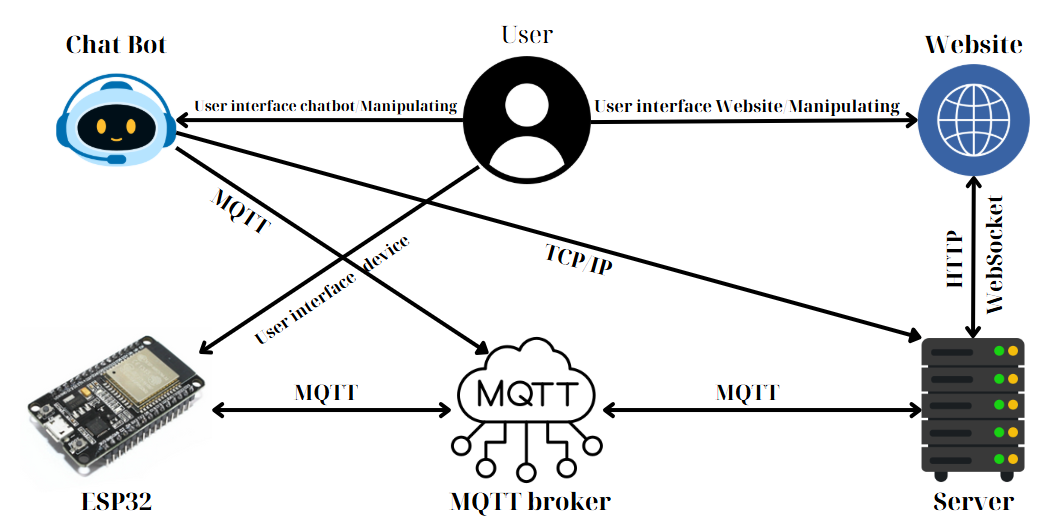 User
Chat Bot
Website
User interface chatbot/Manipulating
User interface Website/Manipulating
MQTT
User interface device
TCP/IP
HTTP
WebSocket
MQTT
MQTT
MQTT
ESP32
MQTT broker
Server